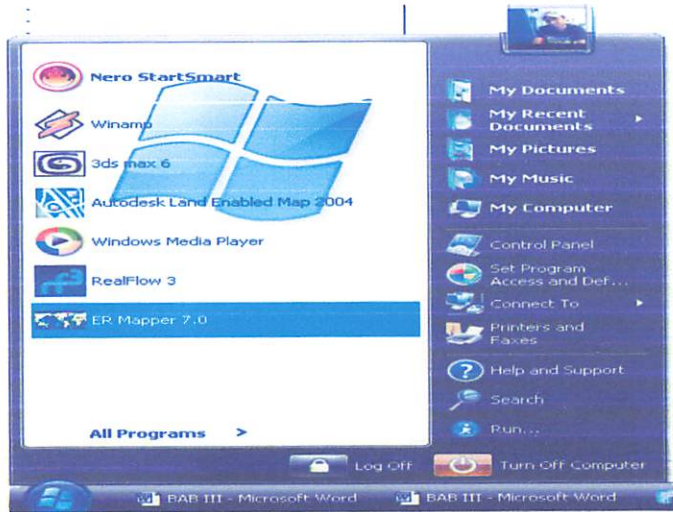 Nero StartSmart
Winamp
3ds max 6
Autodesk Land Enabled Map 2004
Windows Media Player
RealFlow 3
ER Mapper 7.0
All Programs >
My Documents
My Recent
Documents
My Pictures
My Music
My Computer
Control Panel
Set Program
Access and Def...
Connect To
Printers and
Faxes
Help and Support
Search
Run...
Log Off
Turn Off Computer
BAB III - Microsoft Word
BAB III - Microsoft Word